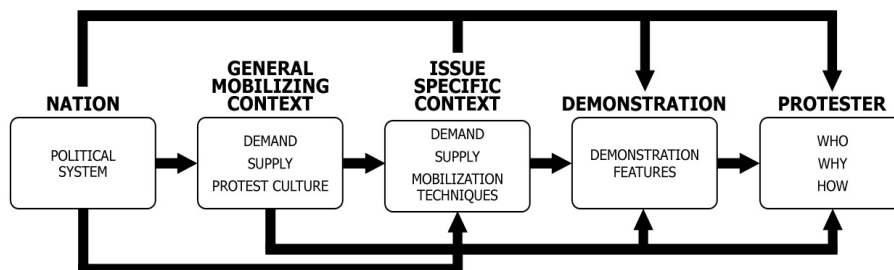 NATION
POLITICAL
SYSTEM
GENERAL
MOBILIZING
CONTEXT
DEMAND
SUPPLY
PROTEST CULTURE
ISSUE
SPECIFIC
CONTEXT
DEMAND
SUPPLY
MOBILIZATION
TECHNIQUES
DEMONSTRATION
DEMONSTRATION
FEATURES
PROTESTER
WHO
WHY
HOW